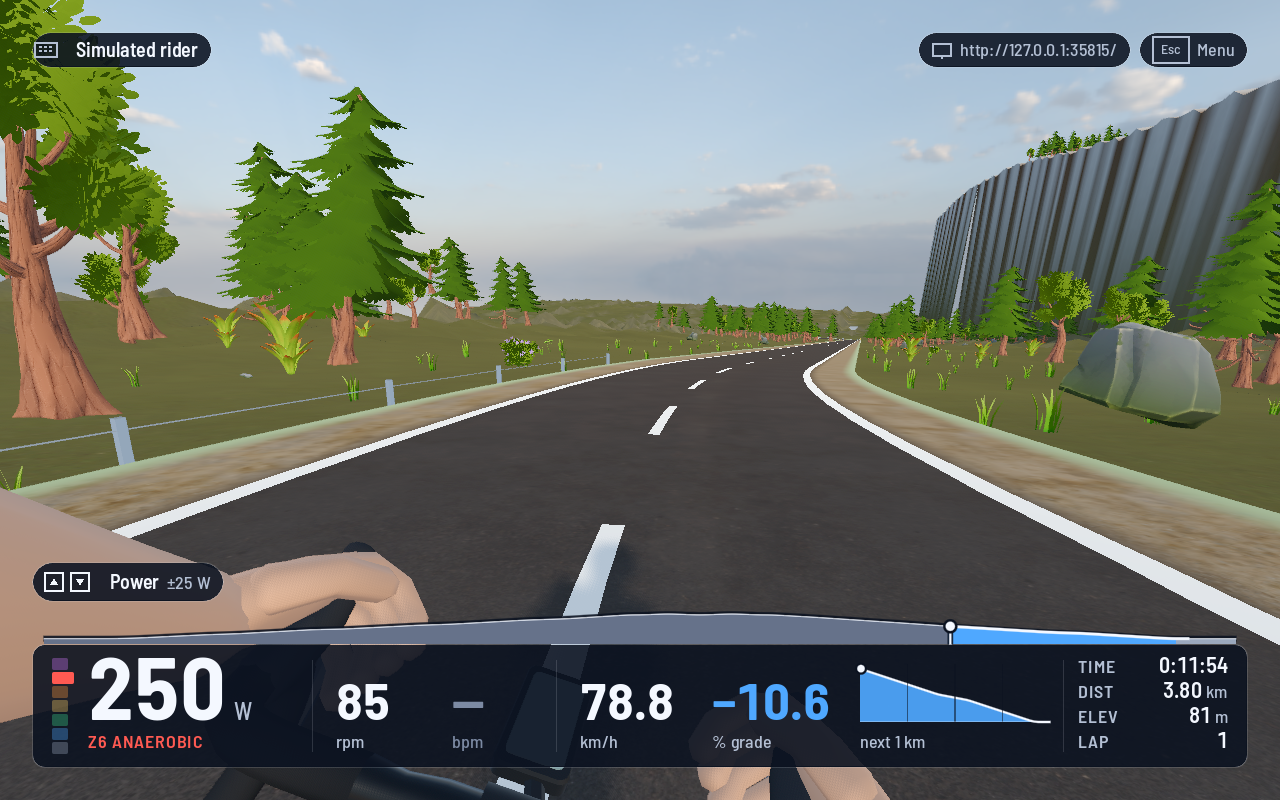 Simulated rider
http://127.0.0.1:35815/
Esc Menu
Power ±25 W
250 W
Z6 ANAEROBIC
85
rpm
—
bpm
78.8
km/h
−10.6
% grade
next 1 km
TIME 0:11:54
DIST 3.80 km
ELEV 81 m
LAP 1